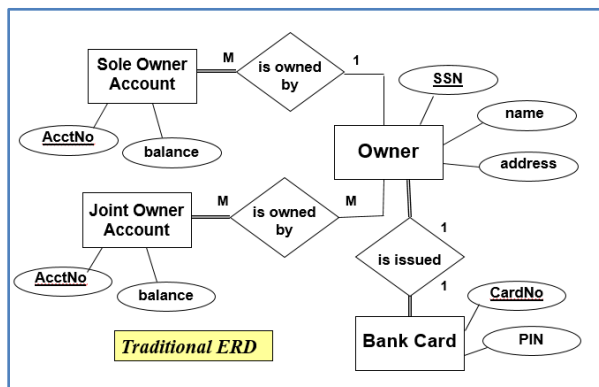 Sole Owner
Account
M
is owned
by
1
SSN
name
AcctNo
balance
Owner
address
Joint Owner
Account
M
is owned
by
M
1
is issued
AcctNo
balance
1
CardNo
Bank Card
PIN
Traditional ERD